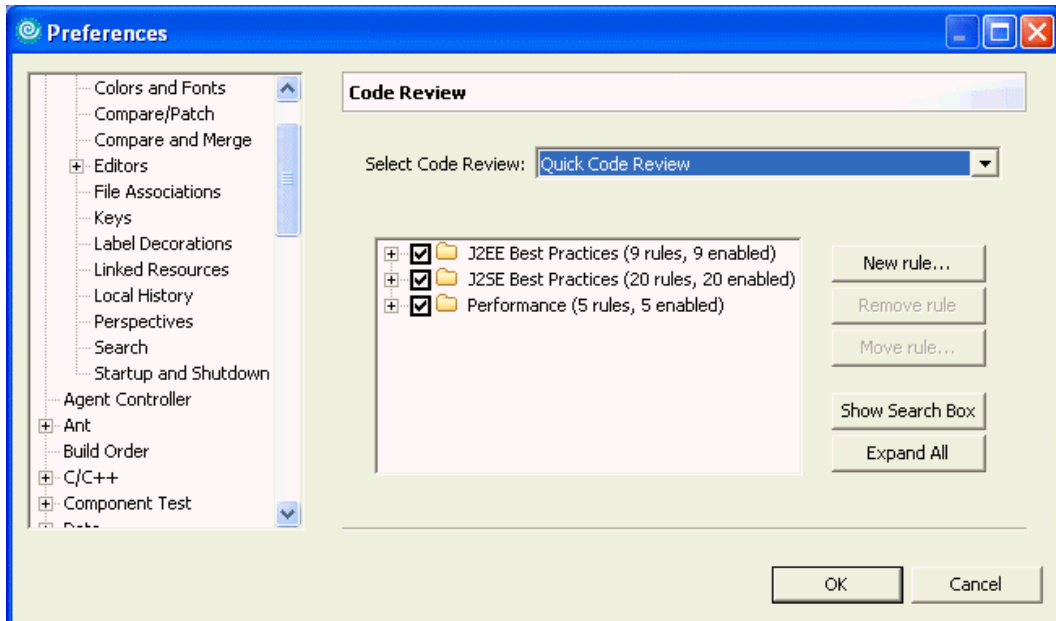 Preferences
Colors and Fonts
Compare/Patch
Compare and Merge
Editors
File Associations
Keys
Label Decorations
Linked Resources
Local History
Perspectives
Search
Startup and Shutdown
Agent Controller
Ant
Build Order
C/C++
Component Test
Code Review
Select Code Review: Quick Code Review
J2EE Best Practices (9 rules, 9 enabled)
J2SE Best Practices (20 rules, 20 enabled)
Performance (5 rules, 5 enabled)
New rule...
Remove rule
Move rule...
Show Search Box
Expand All
OK
Cancel